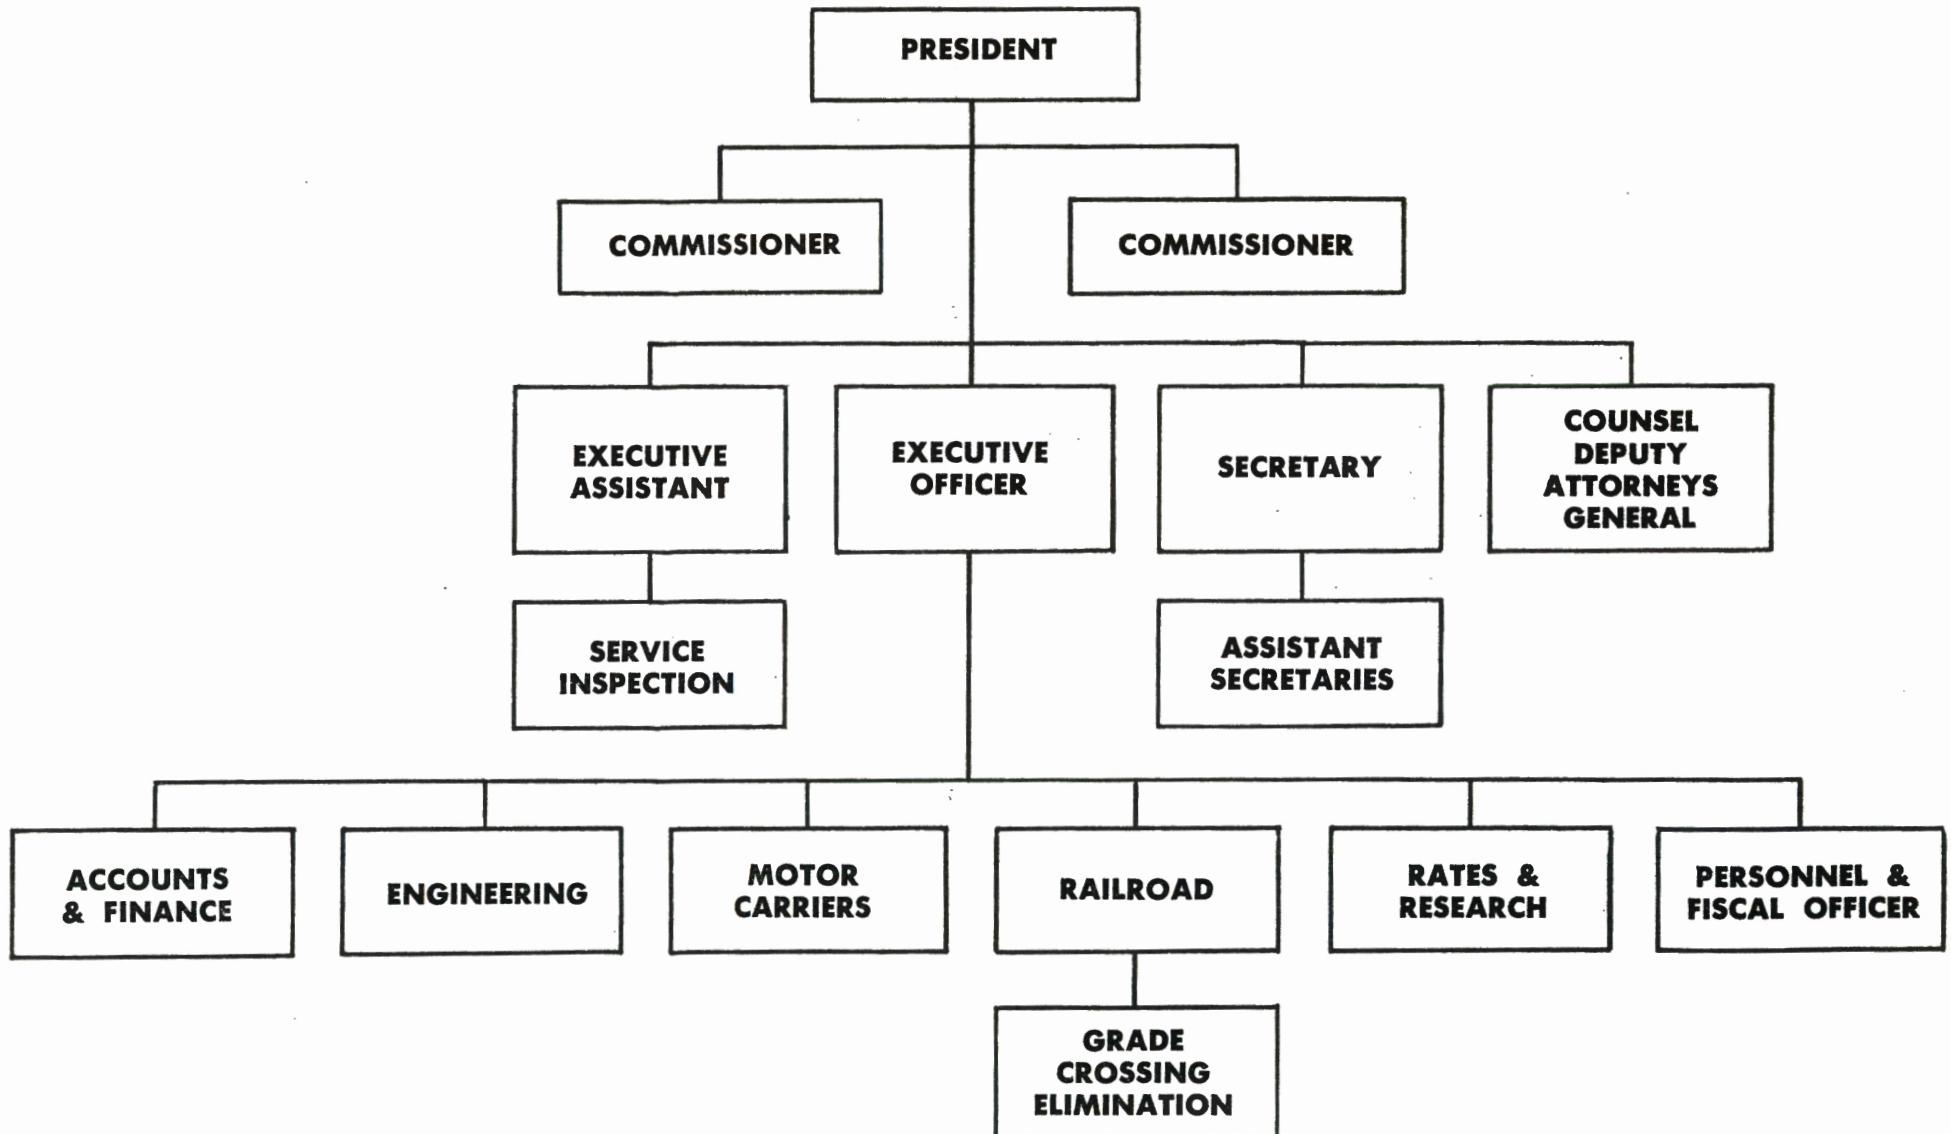 PRESIDENT
COMMISSIONER
COMMISSIONER
EXECUTIVE
ASSISTANT
EXECUTIVE
OFFICER
SECRETARY
COUNSEL
DEPUTY
ATTORNEYS
GENERAL
SERVICE
INSPECTION
ASSISTANT
SECRETARIES
ACCOUNTS
& FINANCE
ENGINEERING
MOTOR
CARRIERS
RAILROAD
RATES &
RESEARCH
PERSONNEL &
FISCAL OFFICER
GRADE
CROSSING
ELIMINATION